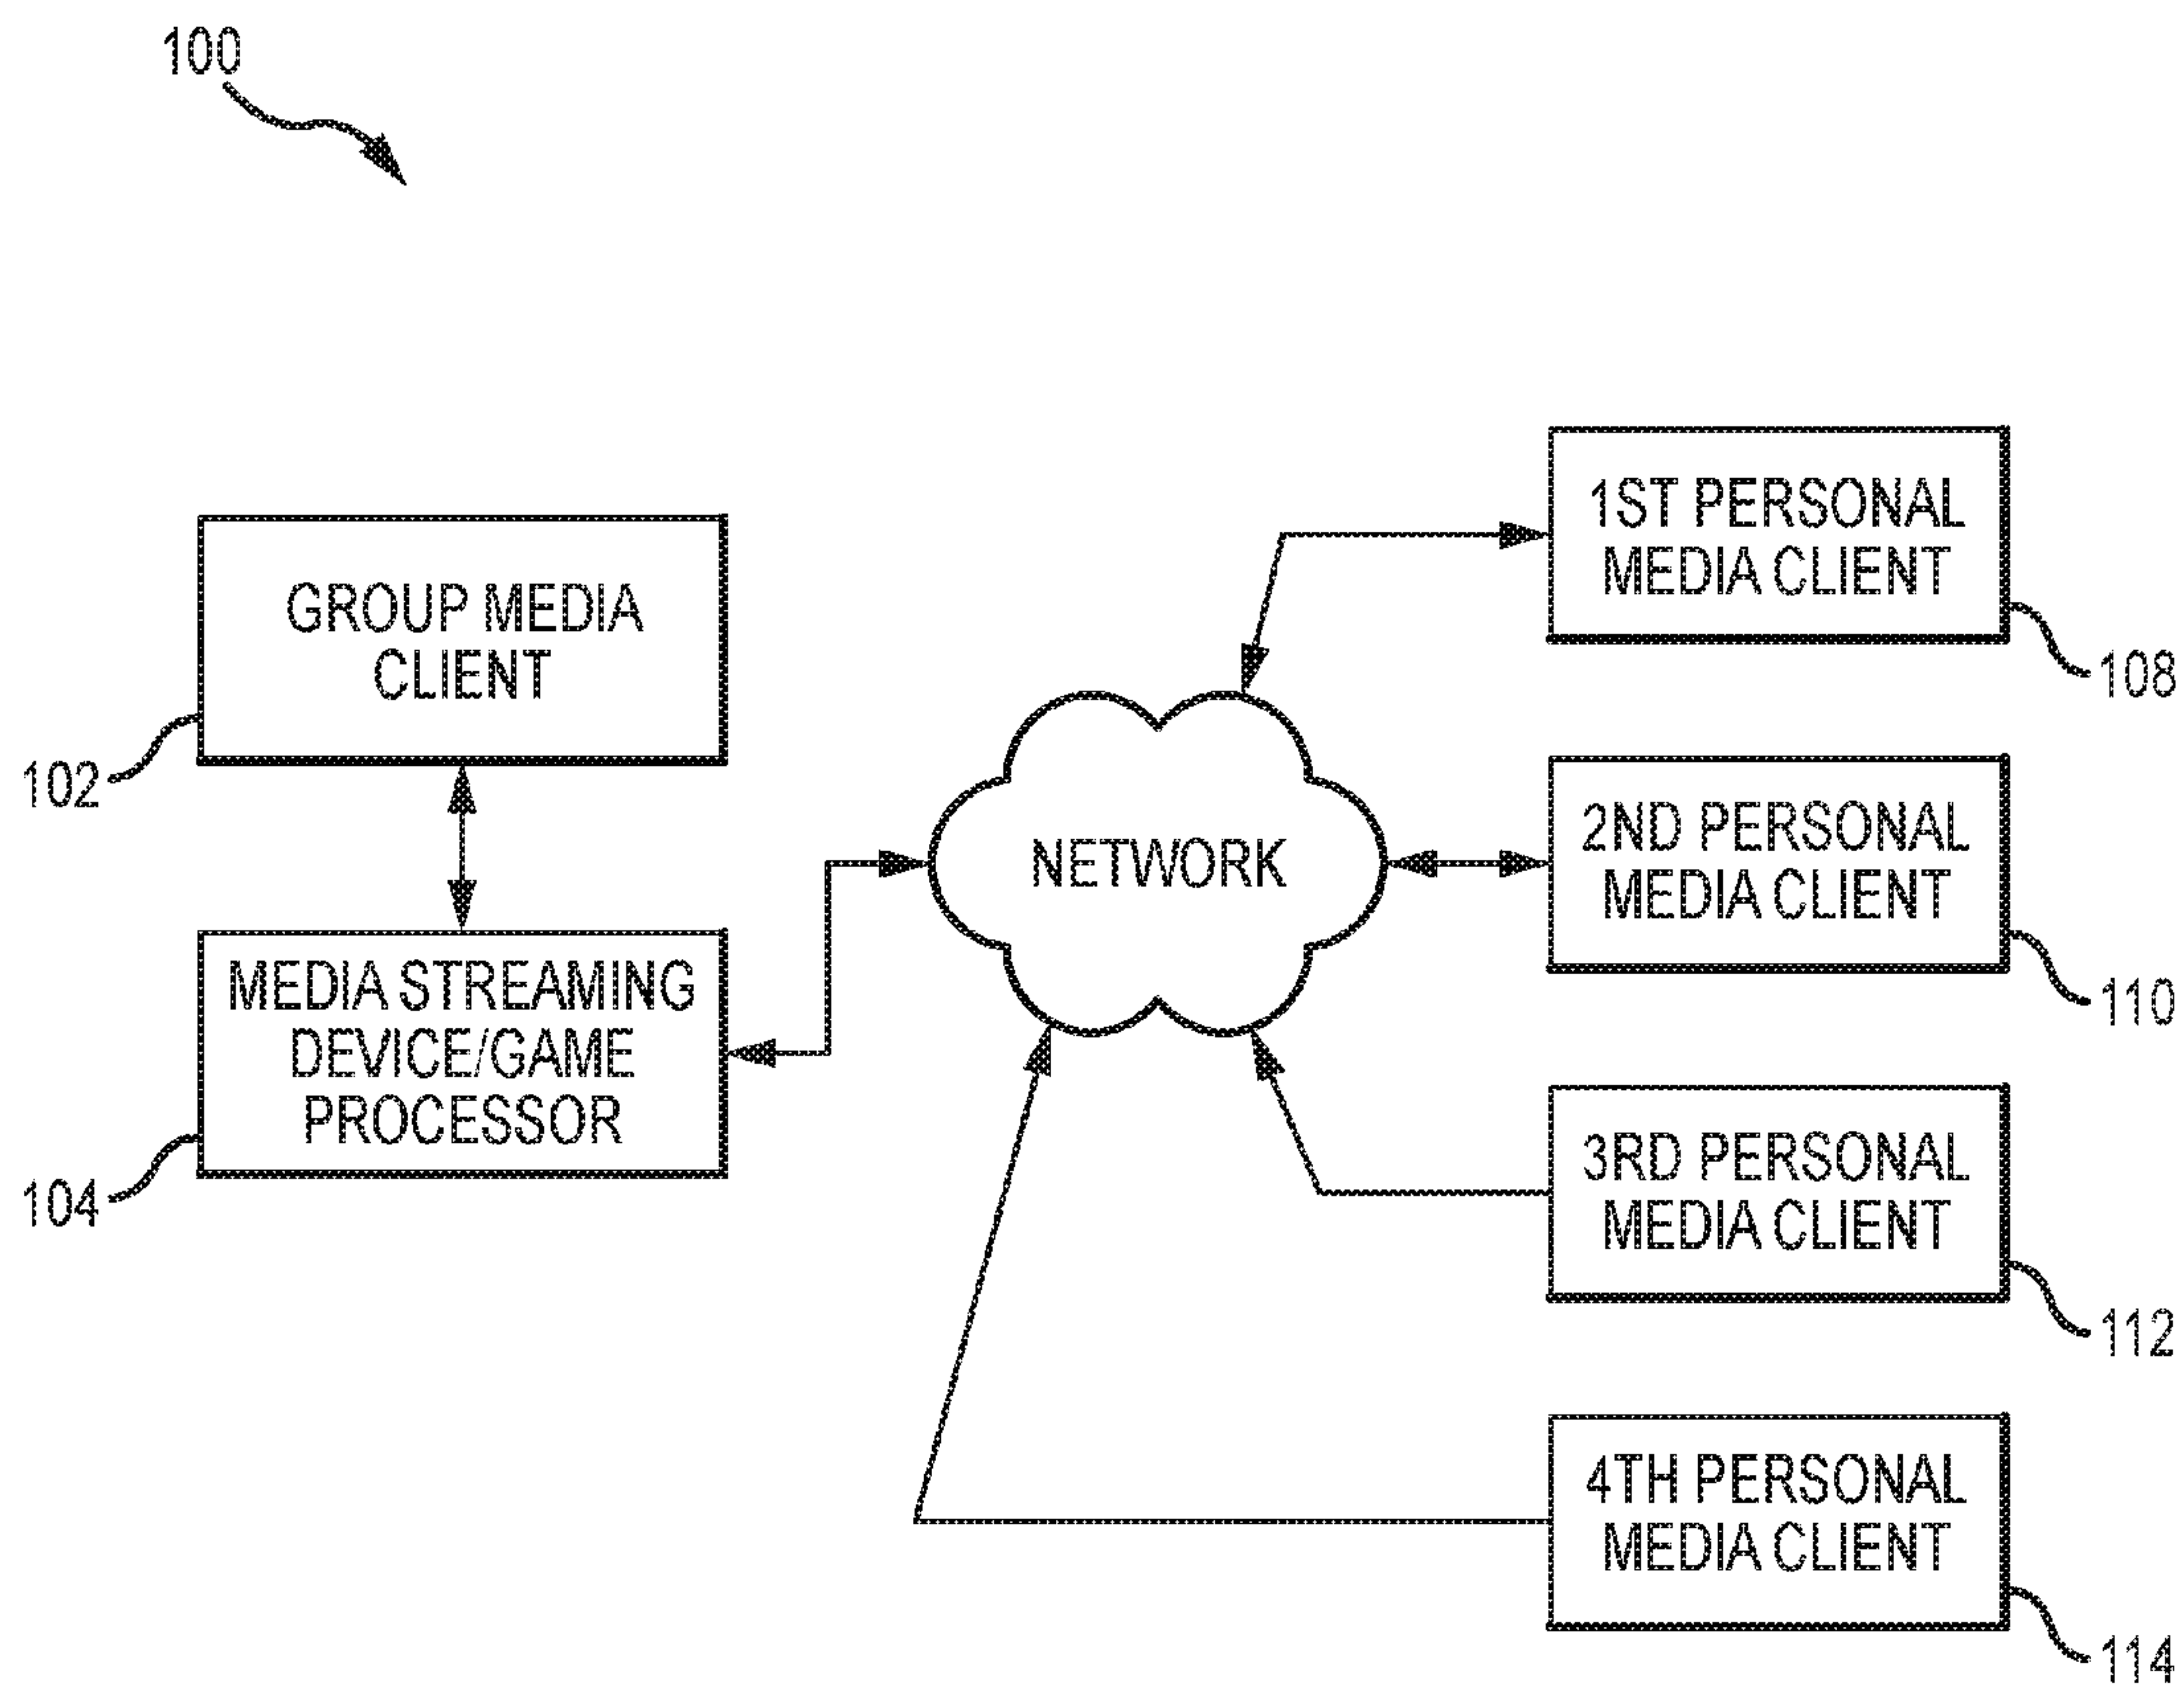 100
GROUP MEDIA
CLIENT
102
MEDIA STREAMING
DEVICE/GAME
PROCESSOR
104
NETWORK
1ST PERSONAL
MEDIA CLIENT
108
2ND PERSONAL
MEDIA CLIENT
110
3RD PERSONAL
MEDIA CLIENT
112
4TH PERSONAL
MEDIA CLIENT
114